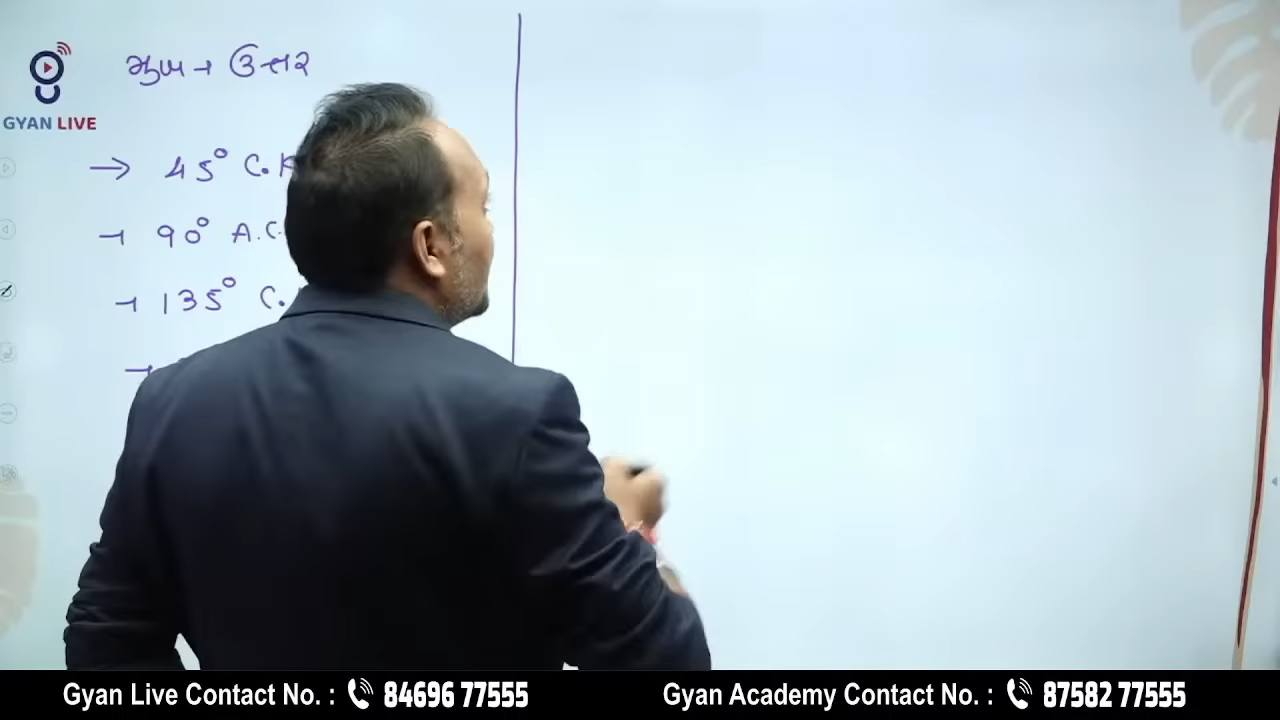 મુખ → ઉત્તર
GYAN LIVE
→ 45° C.
→ 90° A.C.
→ 135° C.
→
Gyan Live Contact No. : 84696 77555
Gyan Academy Contact No. : 87582 77555